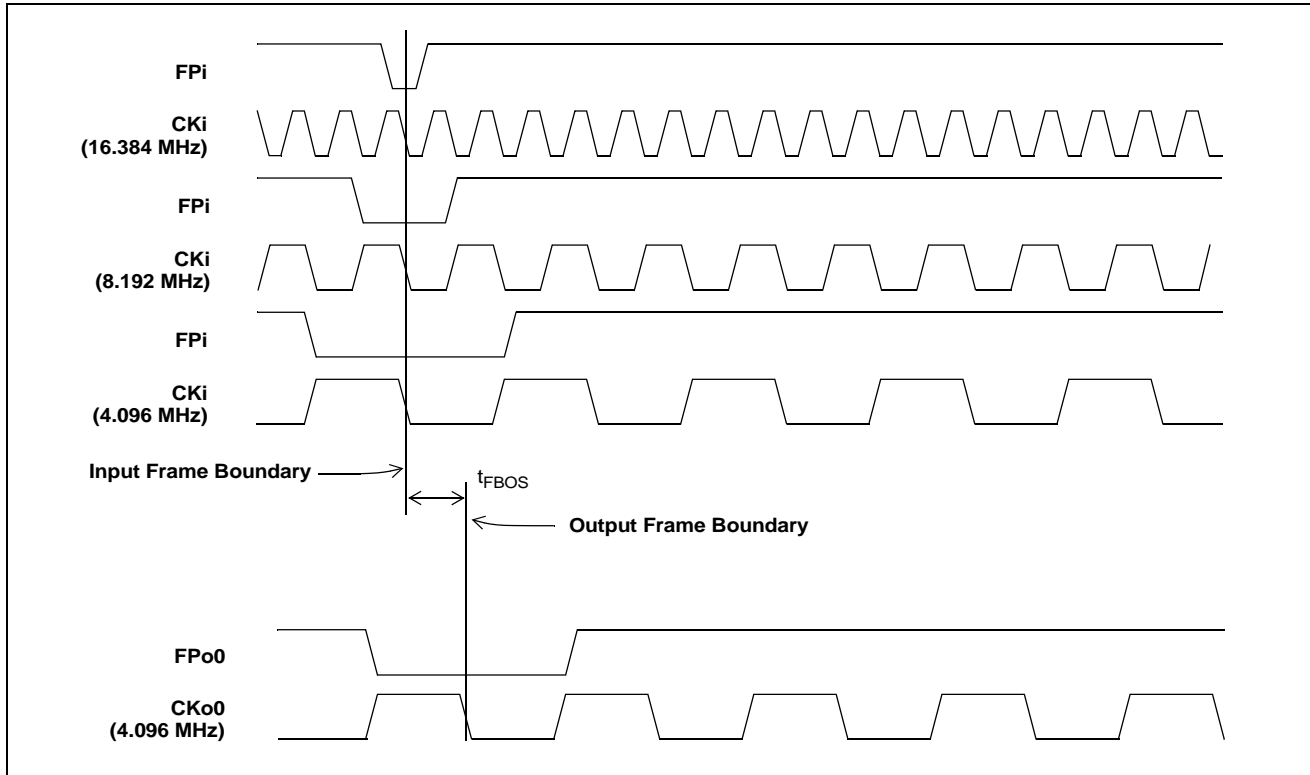 FPi
CKi
(16.384 MHz)
FPi
CKi
(8.192 MHz)
FPi
CKi
(4.096 MHz)
Input Frame Boundary
tFBOS
Output Frame Boundary
FPo0
CKo0
(4.096 MHz)